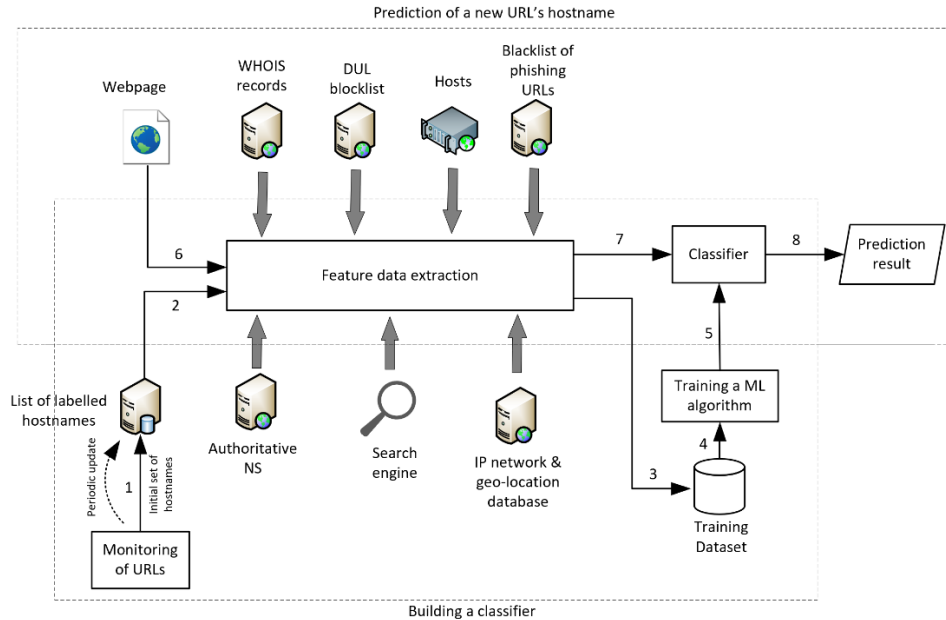 Prediction of a new URL's hostname
Webpage
WHOIS
records
DUL
blocklist
Hosts
Blacklist of
phishing
URLs
6
2
Feature data extraction
7
Classifier
8
Prediction
result
5
List of labelled
hostnames
Periodic update
1
Initial set of
hostnames
Authoritative
NS
Search
engine
IP network &
geo-location
database
3
Training a ML
algorithm
4
Training
Dataset
Monitoring
of URLs
Building a classifier